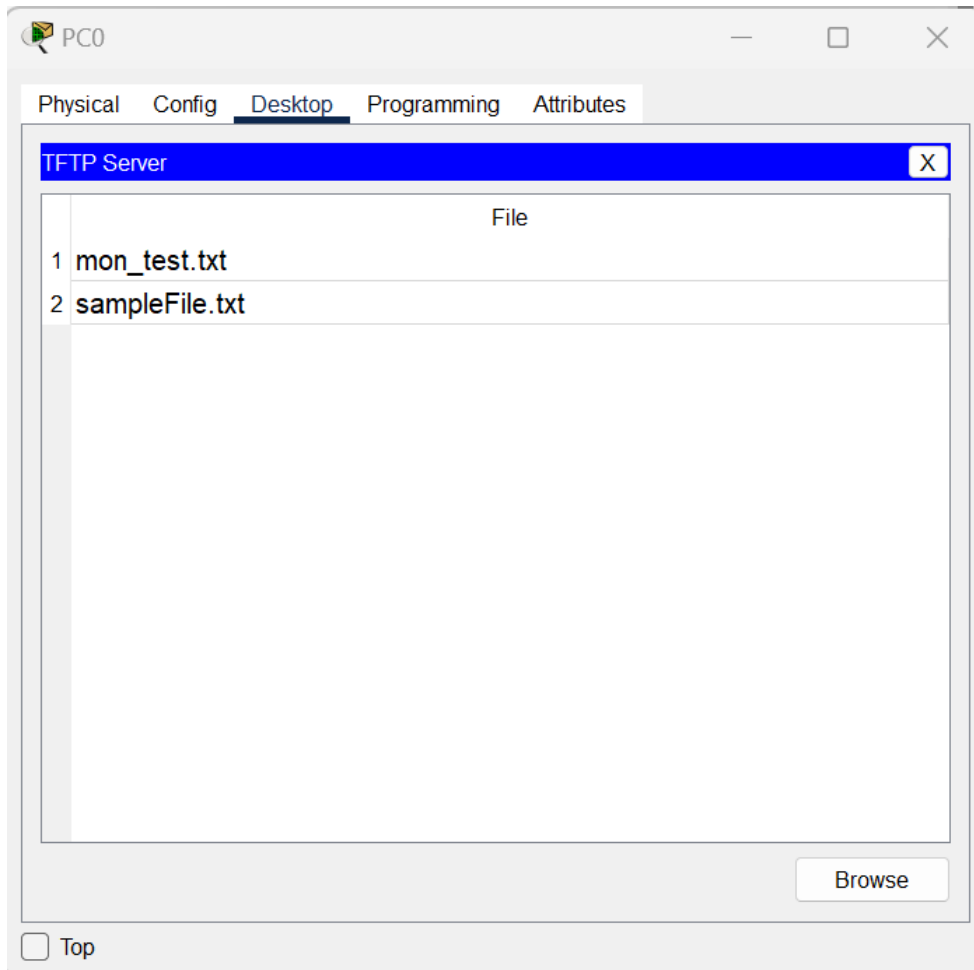 PC0
Physical Config Desktop Programming Attributes
TFTP Server X
File
1 mon_test.txt
2 sampleFile.txt
Browse
Top